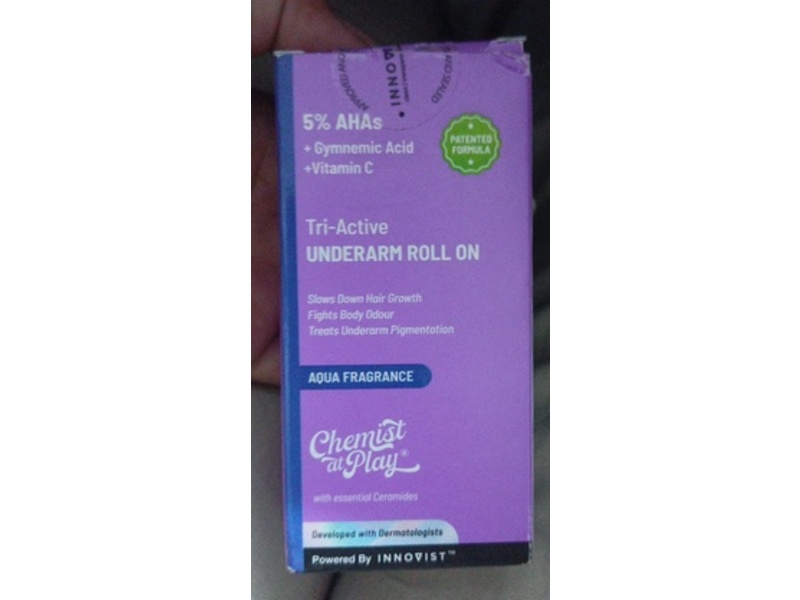 INNOVIST
5% AHAs
+ Gymnemic Acid
+Vitamin C
PATENTED
FORMULA
Tri-Active
UNDERARM ROLL ON
Slows Down Hair Growth
Fights Body Odour
Treats Underarm Pigmentation
AQUA FRAGRANCE
Chemist
at Play®
with essential Ceramides
Developed with Dermatologists
Powered By INNOVIST™